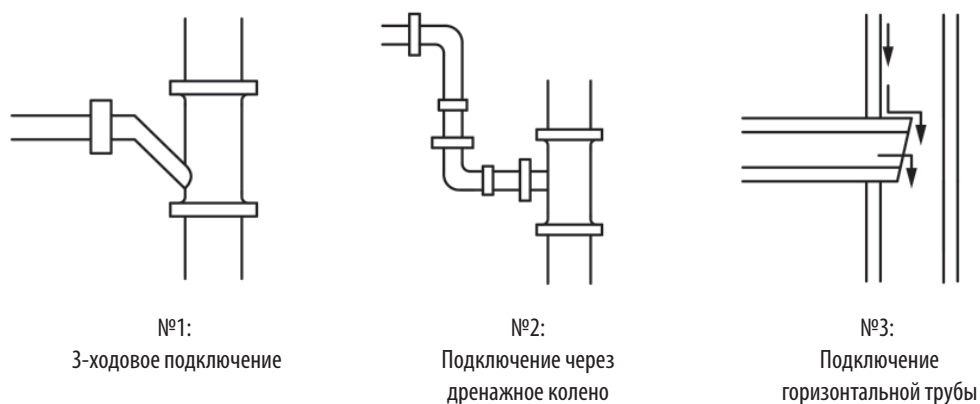 №1:
3-ходовое подключение
№2:
Подключение через
дренажное колено
№3:
Подключение
горизонтальной трубы